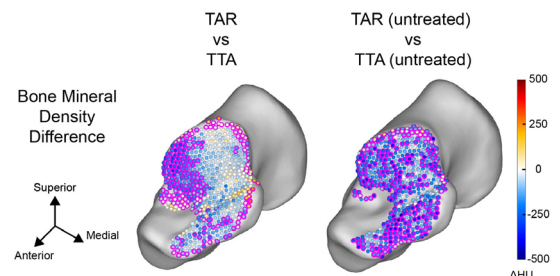 TAR
vs
TTA
TAR (untreated)
vs
TTA (untreated)
Bone Mineral
Density
Difference
Superior
Medial
Anterior
500
250
0
-250
-500
ΔHU